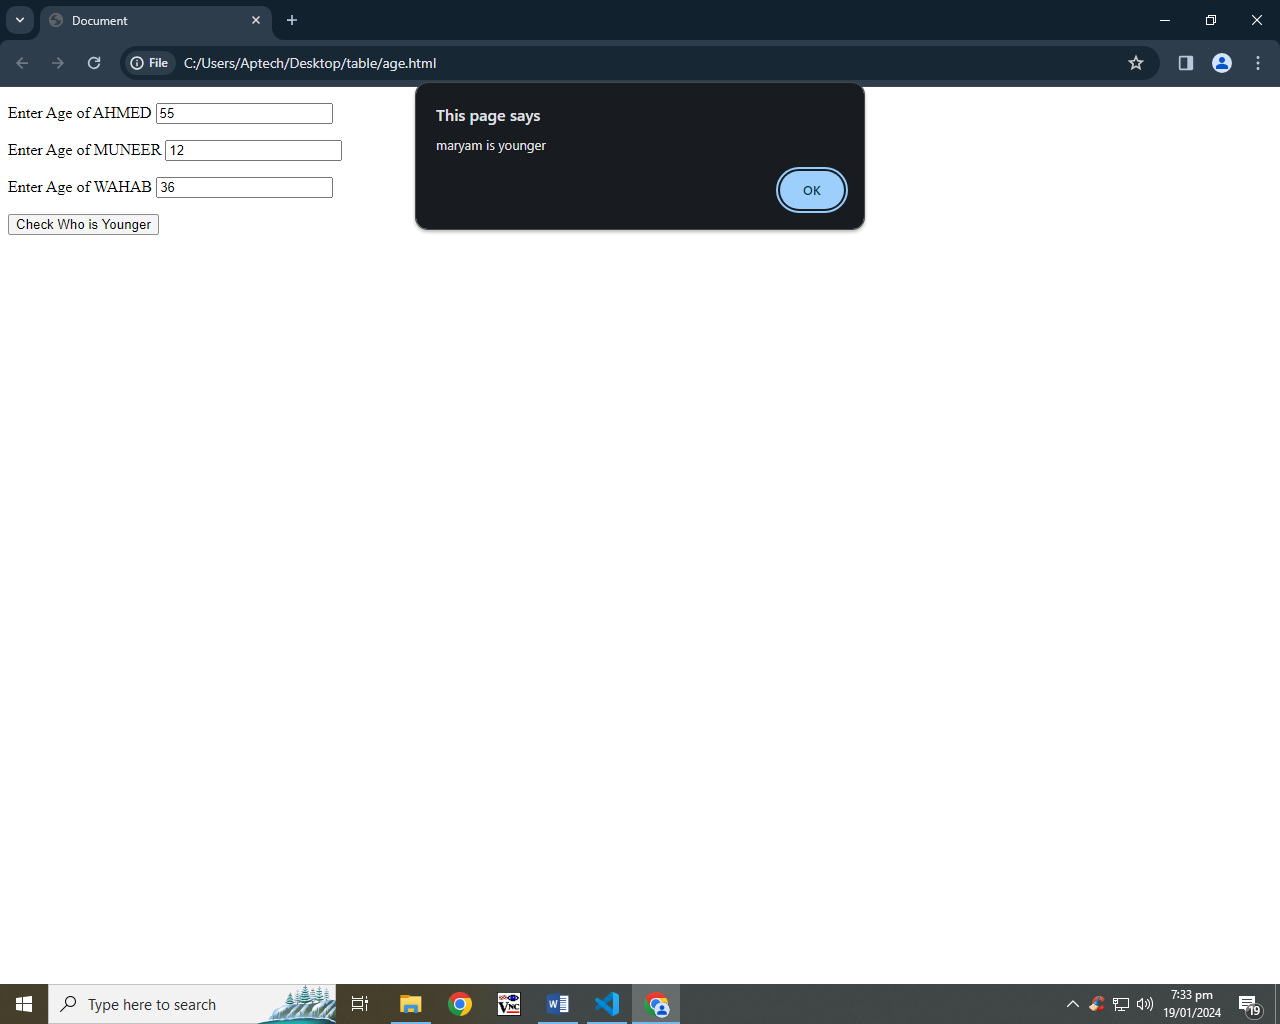 Document
File
C:/Users/Aptech/Desktop/table/age.html
This page says
maryam is younger
OK
Enter Age of AHMED 55
Enter Age of MUNEER 12
Enter Age of WAHAB 36
Check Who is Younger
Type here to search
VNC
W
7:33 pm
19/01/2024
19